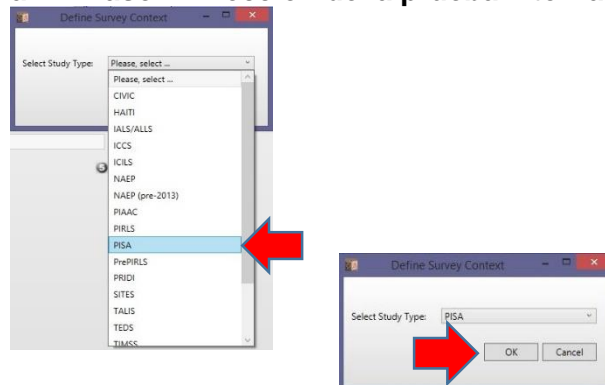 Define Survey Context
Select Study Type: Please, select ...
Please, select ...
CIVIC
HAITI
IALS/ALLS
ICCS
ICILS
NAEP
NAEP (pre-2013)
PIAAC
PIRLS
PISA
PrePIRLS
PRIDI
SITES
TALIS
TEDS
TIMSS
Define Survey Context
Select Study Type: PISA
OK Cancel